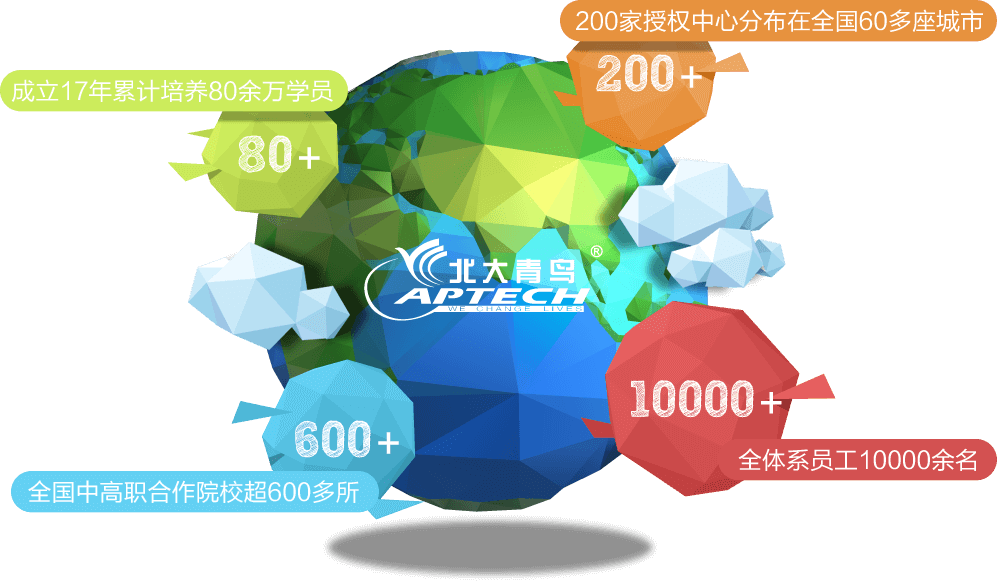 200家授权中心分布在全国60多座城市
200+
成立17年累计培养80余万学员
80+
北大青鸟®
APTECH
WE CHANGE LIVES
10000+
600+
全体系员工10000余名
全国中高职合作院校超600多所